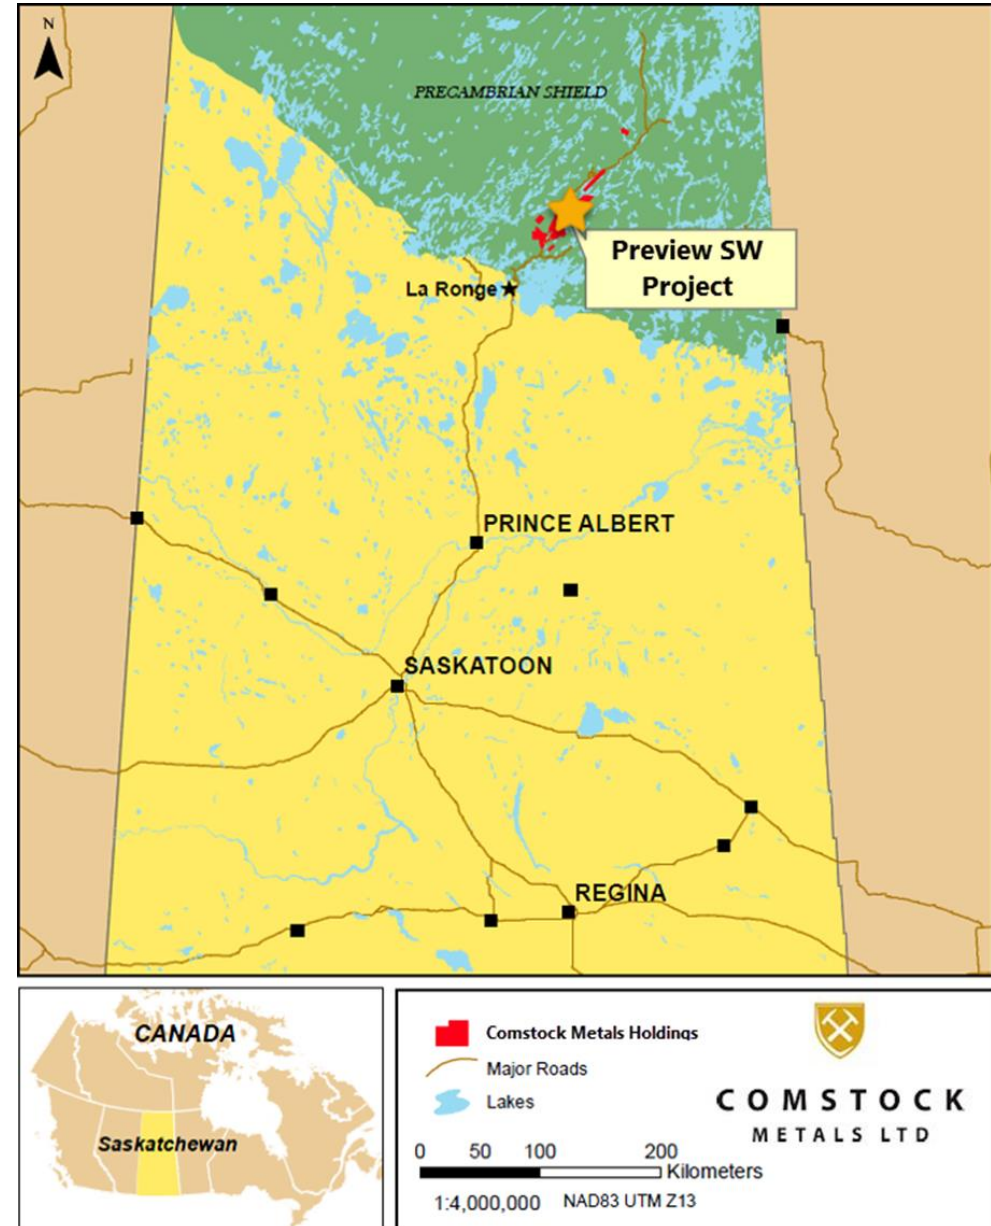 N
PRECAMBRIAN SHIELD
Preview SW
Project
La Ronge
PRINCE ALBERT
SASKATOON
REGINA
CANADA
Saskatchewan
Comstock Metals Holdings
Major Roads
Lakes
0 50 100 200
Kilometers
1:4,000,000 NAD83 UTM Z13
COMSTOCK
METALS LTD